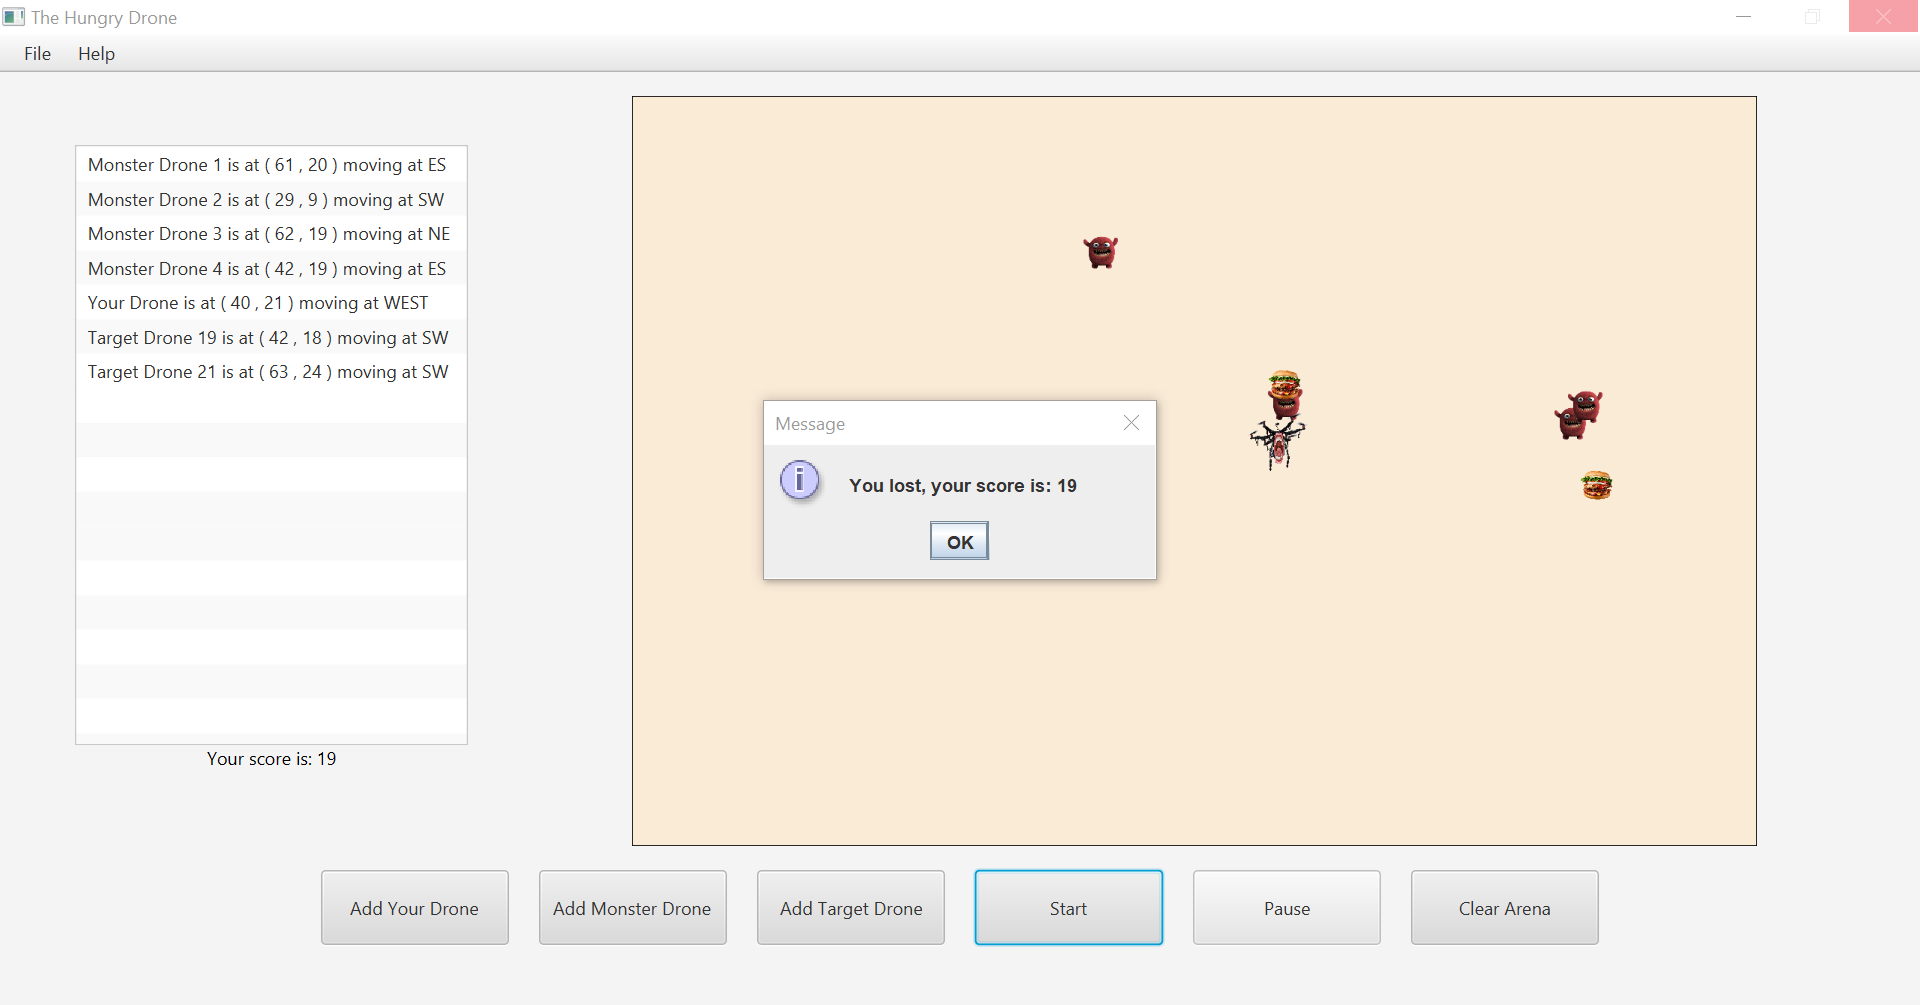 The Hungry Drone
File Help
Monster Drone 1 is at ( 61 , 20 ) moving at ES
Monster Drone 2 is at ( 29 , 9 ) moving at SW
Monster Drone 3 is at ( 62 , 19 ) moving at NE
Monster Drone 4 is at ( 42 , 19 ) moving at ES
Your Drone is at ( 40 , 21 ) moving at WEST
Target Drone 19 is at ( 42 , 18 ) moving at SW
Target Drone 21 is at ( 63 , 24 ) moving at SW
Your score is: 19
Message
i
You lost, your score is: 19
OK
Add Your Drone
Add Monster Drone
Add Target Drone
Start
Pause
Clear Arena